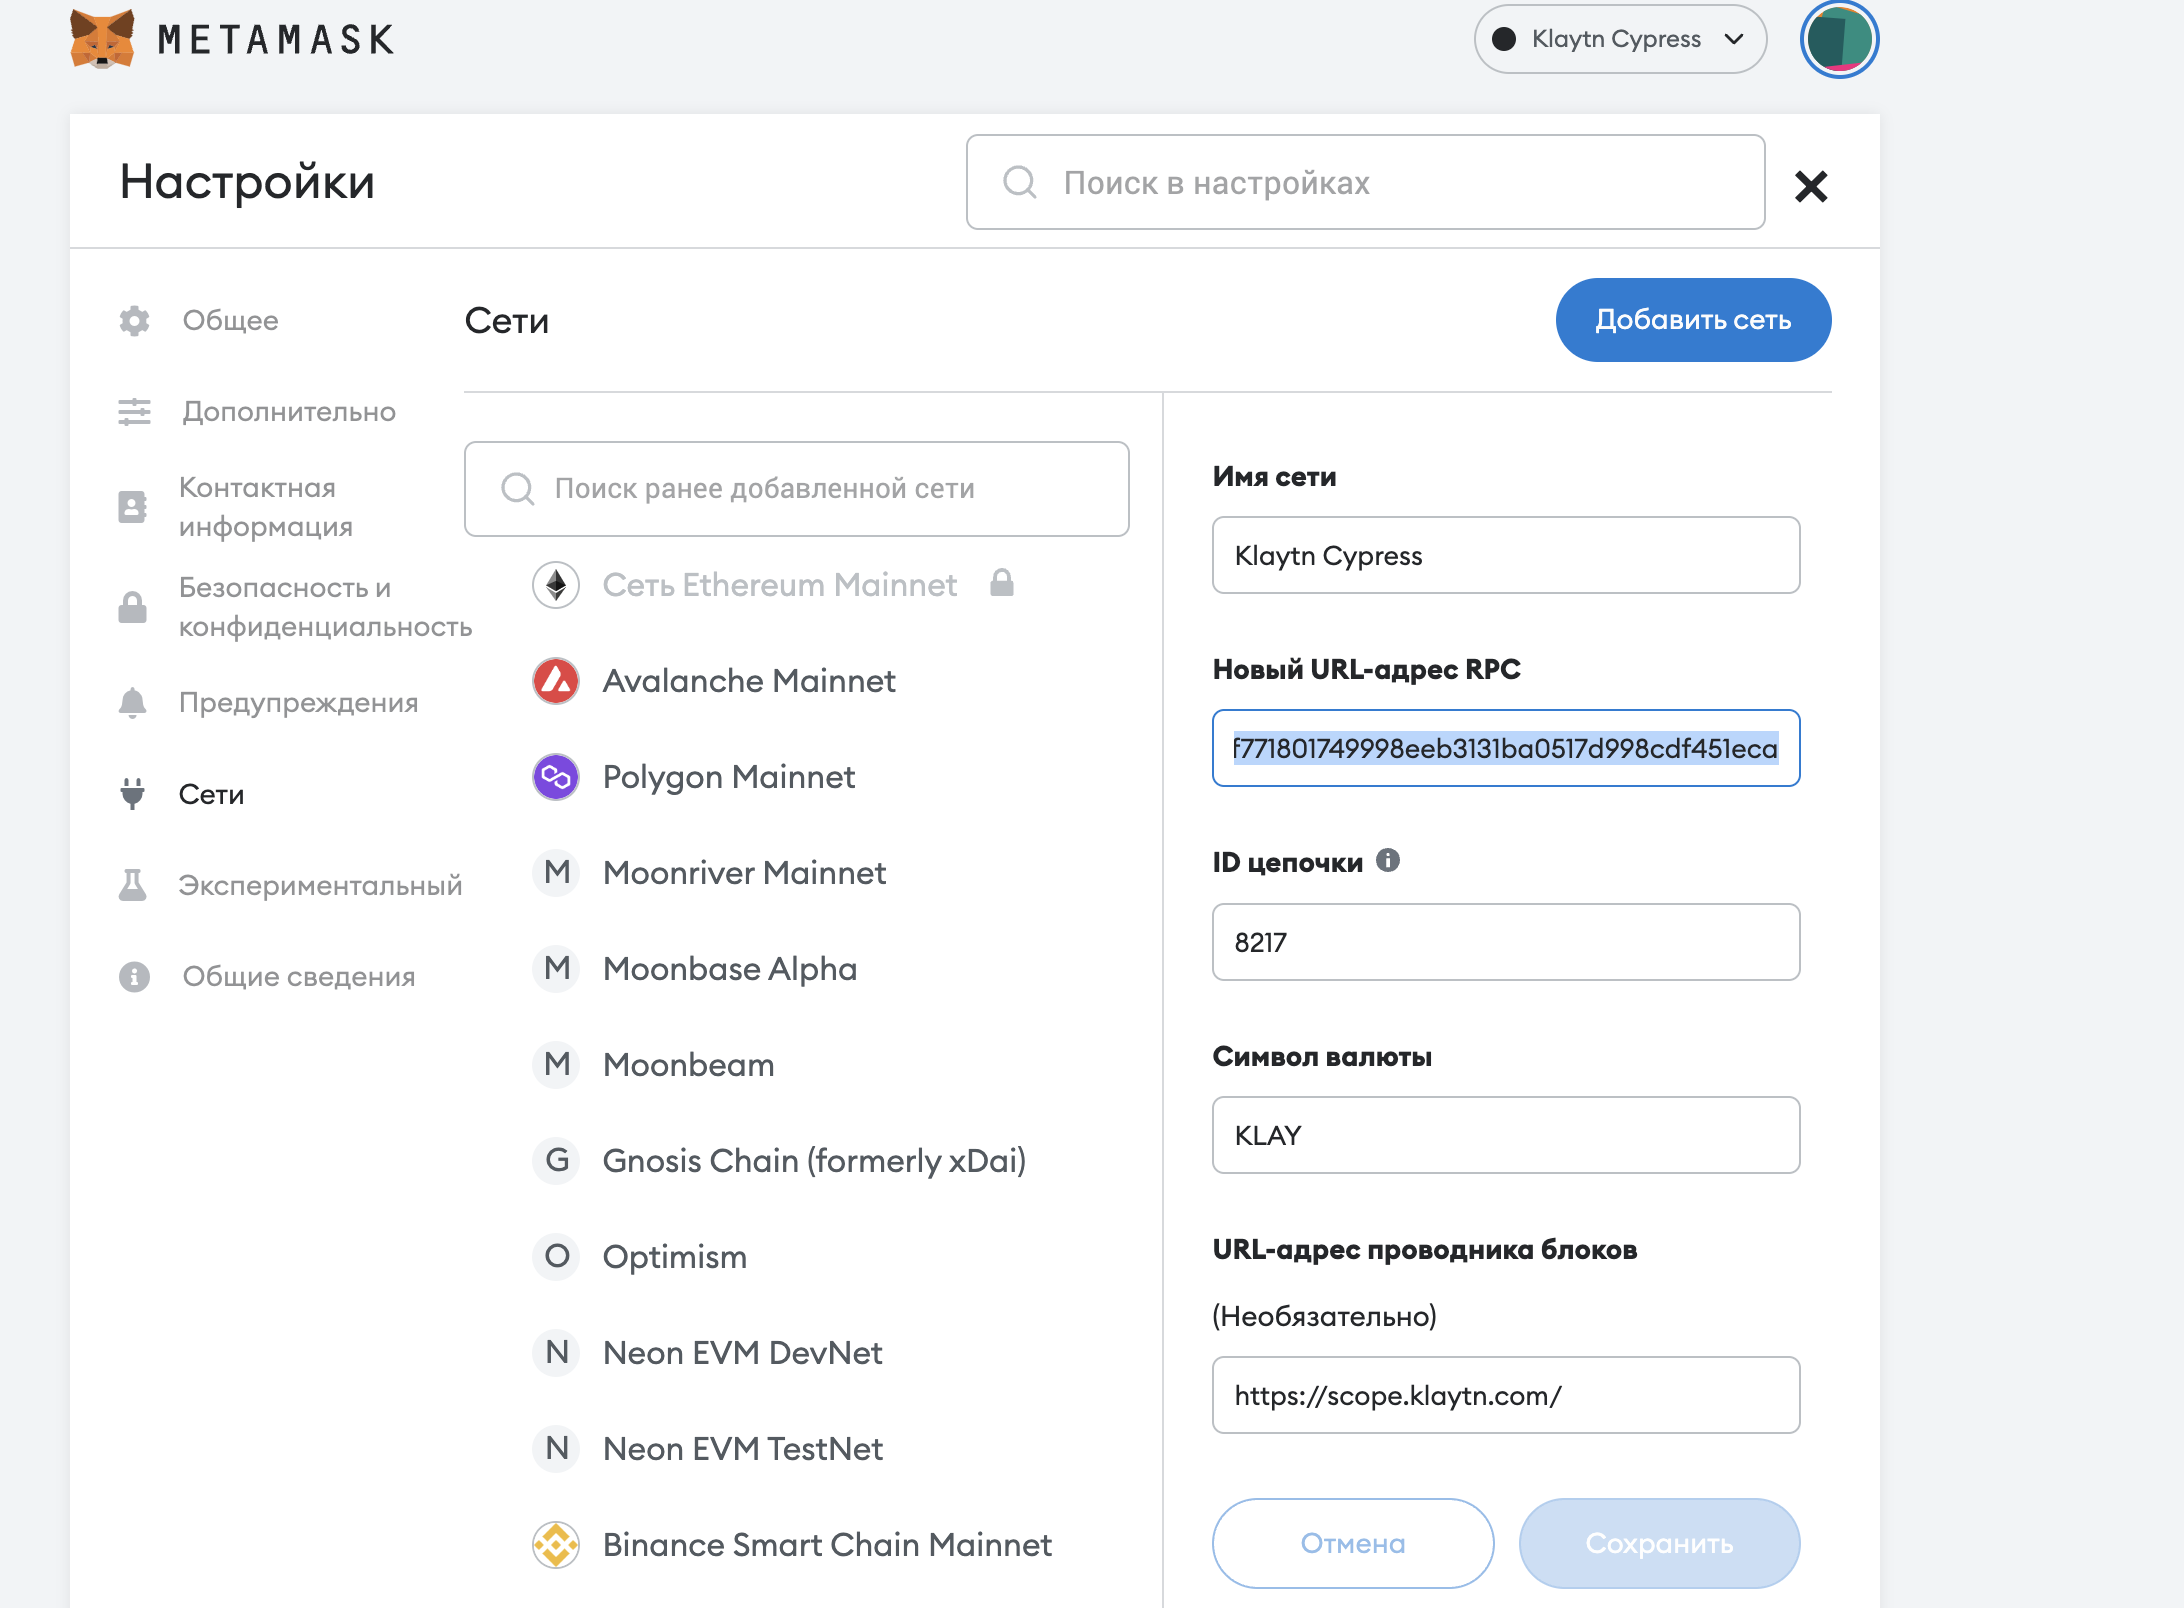 METAMASK
Klaytn Cypress
Настройки
Поиск в настройках
Общее
Дополнительно
Контактная
информация
Безопасность и
конфиденциальность
Предупреждения
Сети
Экспериментальный
Общие сведения
Сети
Добавить сеть
Поиск ранее добавленной сети
Сеть Ethereum Mainnet
Avalanche Mainnet
Polygon Mainnet
M Moonriver Mainnet
M Moonbase Alpha
M Moonbeam
G Gnosis Chain (formerly xDai)
O Optimism
N Neon EVM DevNet
N Neon EVM TestNet
Binance Smart Chain Mainnet
Имя сети
Klaytn Cypress
Новый URL-адрес RPC
f771801749998eeb3131ba0517d998cdf451eca
ID цепочки
8217
Символ валюты
KLAY
URL-адрес проводника блоков
(Необязательно)
https://scope.klaytn.com/
Отмена
Сохранить